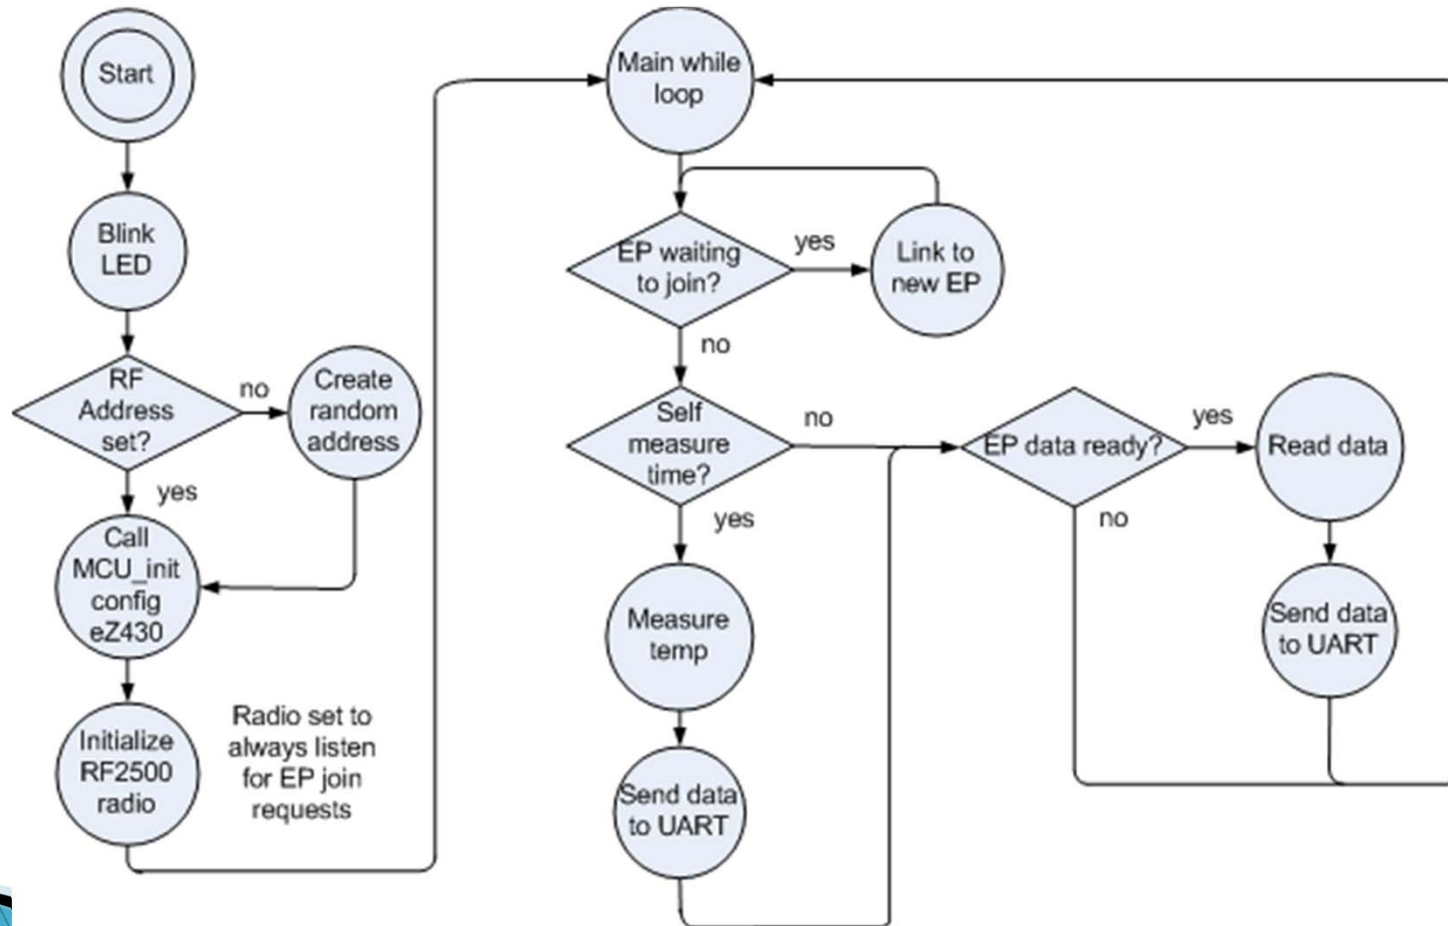 Start
Blink
LED
RF
Address
set?
no
Create
random
address
yes
Call
MCU_init
config
eZ430
Initialize
RF2500
radio
Radio set to
always listen
for EP join
requests
Main while
loop
EP waiting
to join?
yes
Link to
new EP
no
Self
measure
time?
no
yes
Measure
temp
Send data
to UART
EP data ready?
yes
no
Read data
Send data
to UART